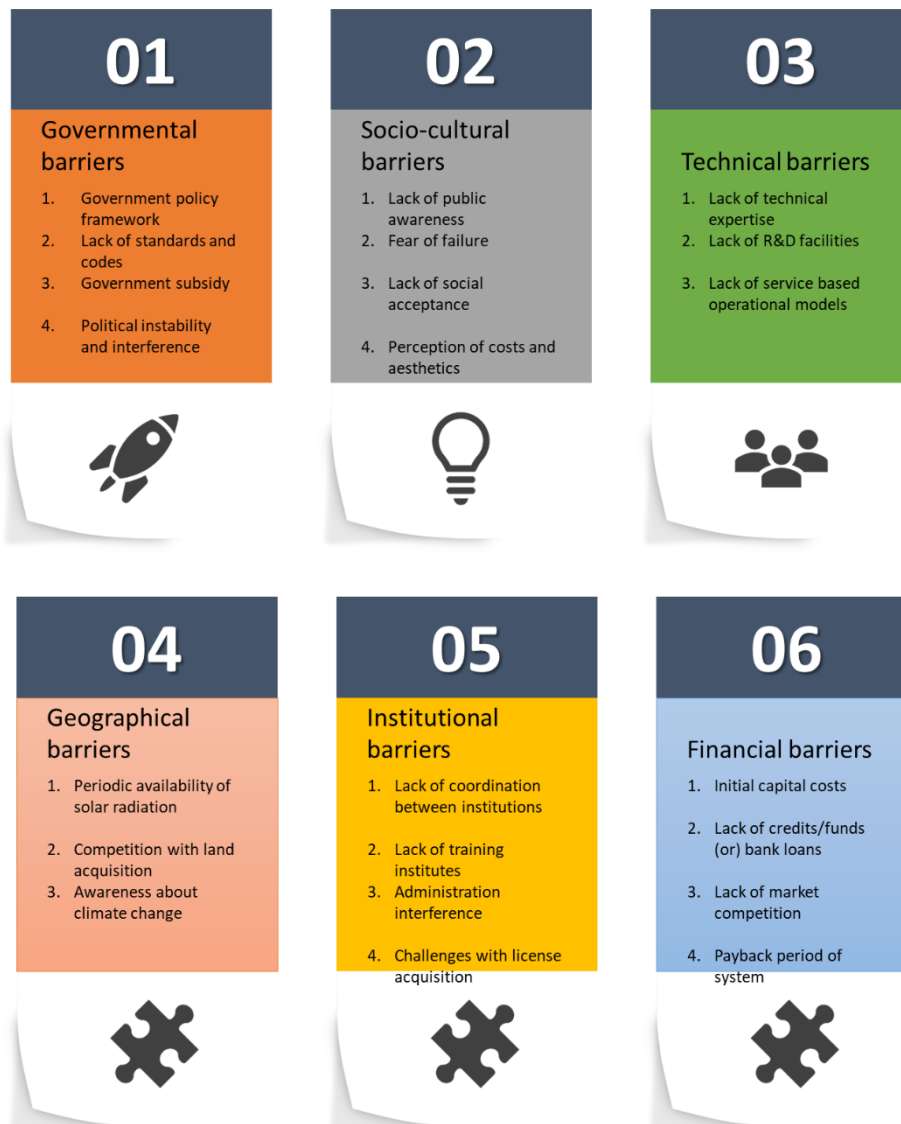 01
Governmental
barriers
1. Government policy
framework
2. Lack of standards and
codes
3. Government subsidy
4. Political instability
and interference
02
Socio-cultural
barriers
1. Lack of public
awareness
2. Fear of failure
3. Lack of social
acceptance
4. Perception of costs and
aesthetics
03
Technical barriers
1. Lack of technical
expertise
2. Lack of R&D facilities
3. Lack of service based
operational models
04
Geographical
barriers
1. Periodic availability of
solar radiation
2. Competition with land
acquisition
3. Awareness about
climate change
05
Institutional
barriers
1. Lack of coordination
between institutions
2. Lack of training
institutes
3. Administration
interference
4. Challenges with license
acquisition
06
Financial barriers
1. Initial capital costs
2. Lack of credits/funds
(or) bank loans
3. Lack of market
competition
4. Payback period of
system